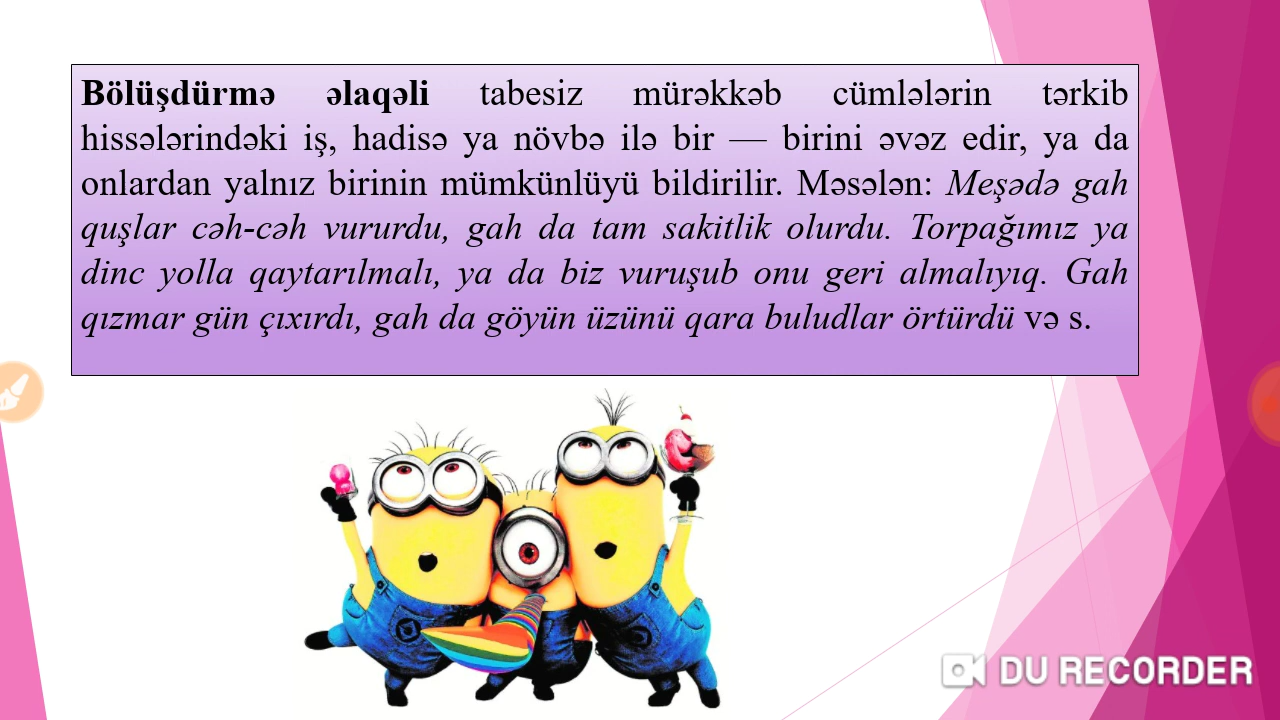 Bölüşdürmə əlaqəli tabesiz mürəkkəb cümlələrin tərkib
hissələrindəki iş, hadisə ya növbə ilə bir — birini əvəz edir, ya da
onlardan yalnız birinin mümkünlüyü bildirilir. Məsələn: Meşədə gah
quşlar cəh-cəh vururdu, gah da tam sakitlik olurdu. Torpağımız ya
dinc yolla qaytarılmalı, ya da biz vuruşub onu geri almalıyıq. Gah
qızmar gün çıxırdı, gah da göyün üzünü qara buludlar örtürdü və s.
DU RECORDER